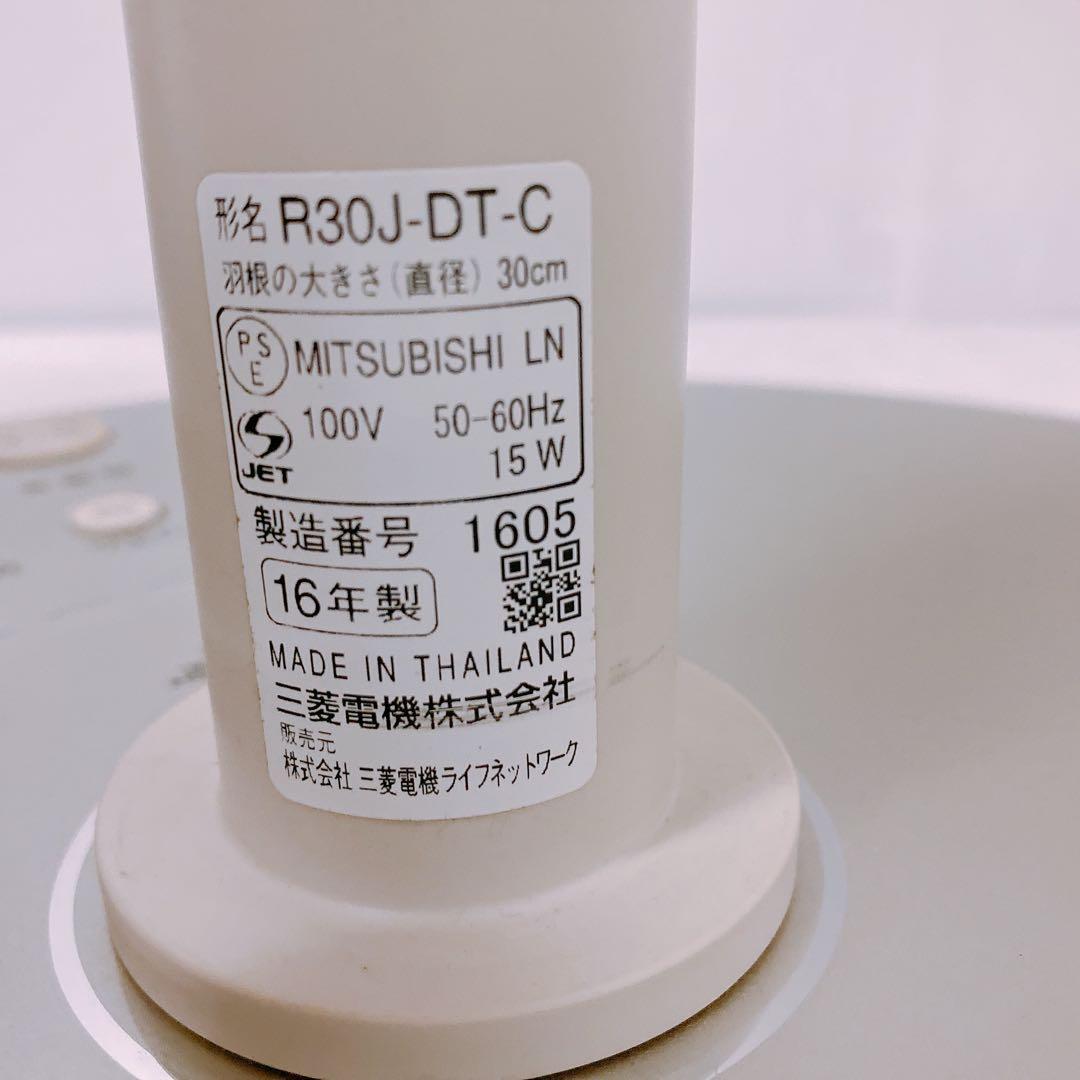 形名 R30J-DT-C
羽根の大きさ(直径) 30cm
PSE MITSUBISHI LN
JET 100V 50-60Hz
15W
製造番号 1605
16年製
MADE IN THAILAND
三菱電機株式会社
販売元
株式会社 三菱電機ライフネットワーク